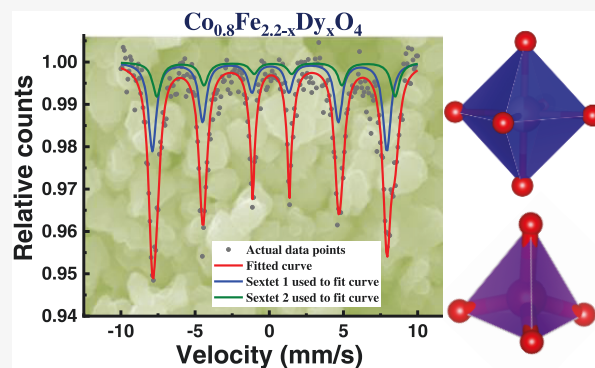 Co₀.₈Fe₂.₂₋ₓDyₓO₄
Relative counts
1.00
0.99
0.98
0.97
0.96
0.95
0.94
Actual data points
Fitted curve
Sextet 1 used to fit curve
Sextet 2 used to fit curve
-10 -5 0 5 10
Velocity (mm/s)